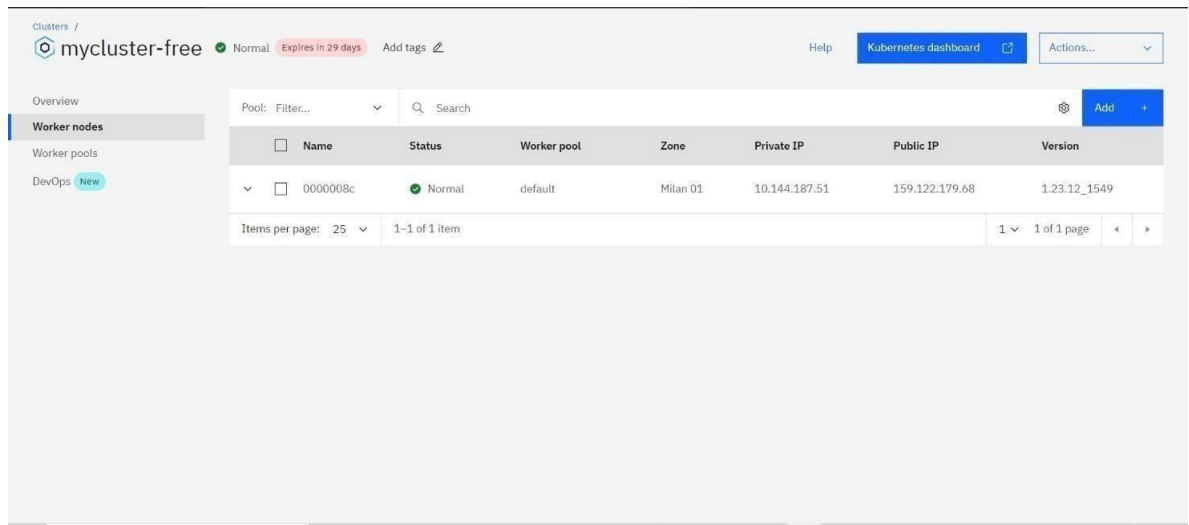 Clusters /
mycluster-free Normal Expires in 29 days Add tags Help Kubernetes dashboard Actions...
Overview
Worker nodes
Worker pools
DevOps New
Pool: Filter... Search Add +
Name Status Worker pool Zone Private IP Public IP Version
0000008c Normal default Milan 01 10.144.187.51 159.122.179.68 1.23.12_1549
Items per page: 25 1–1 of 1 item 1 1 of 1 page